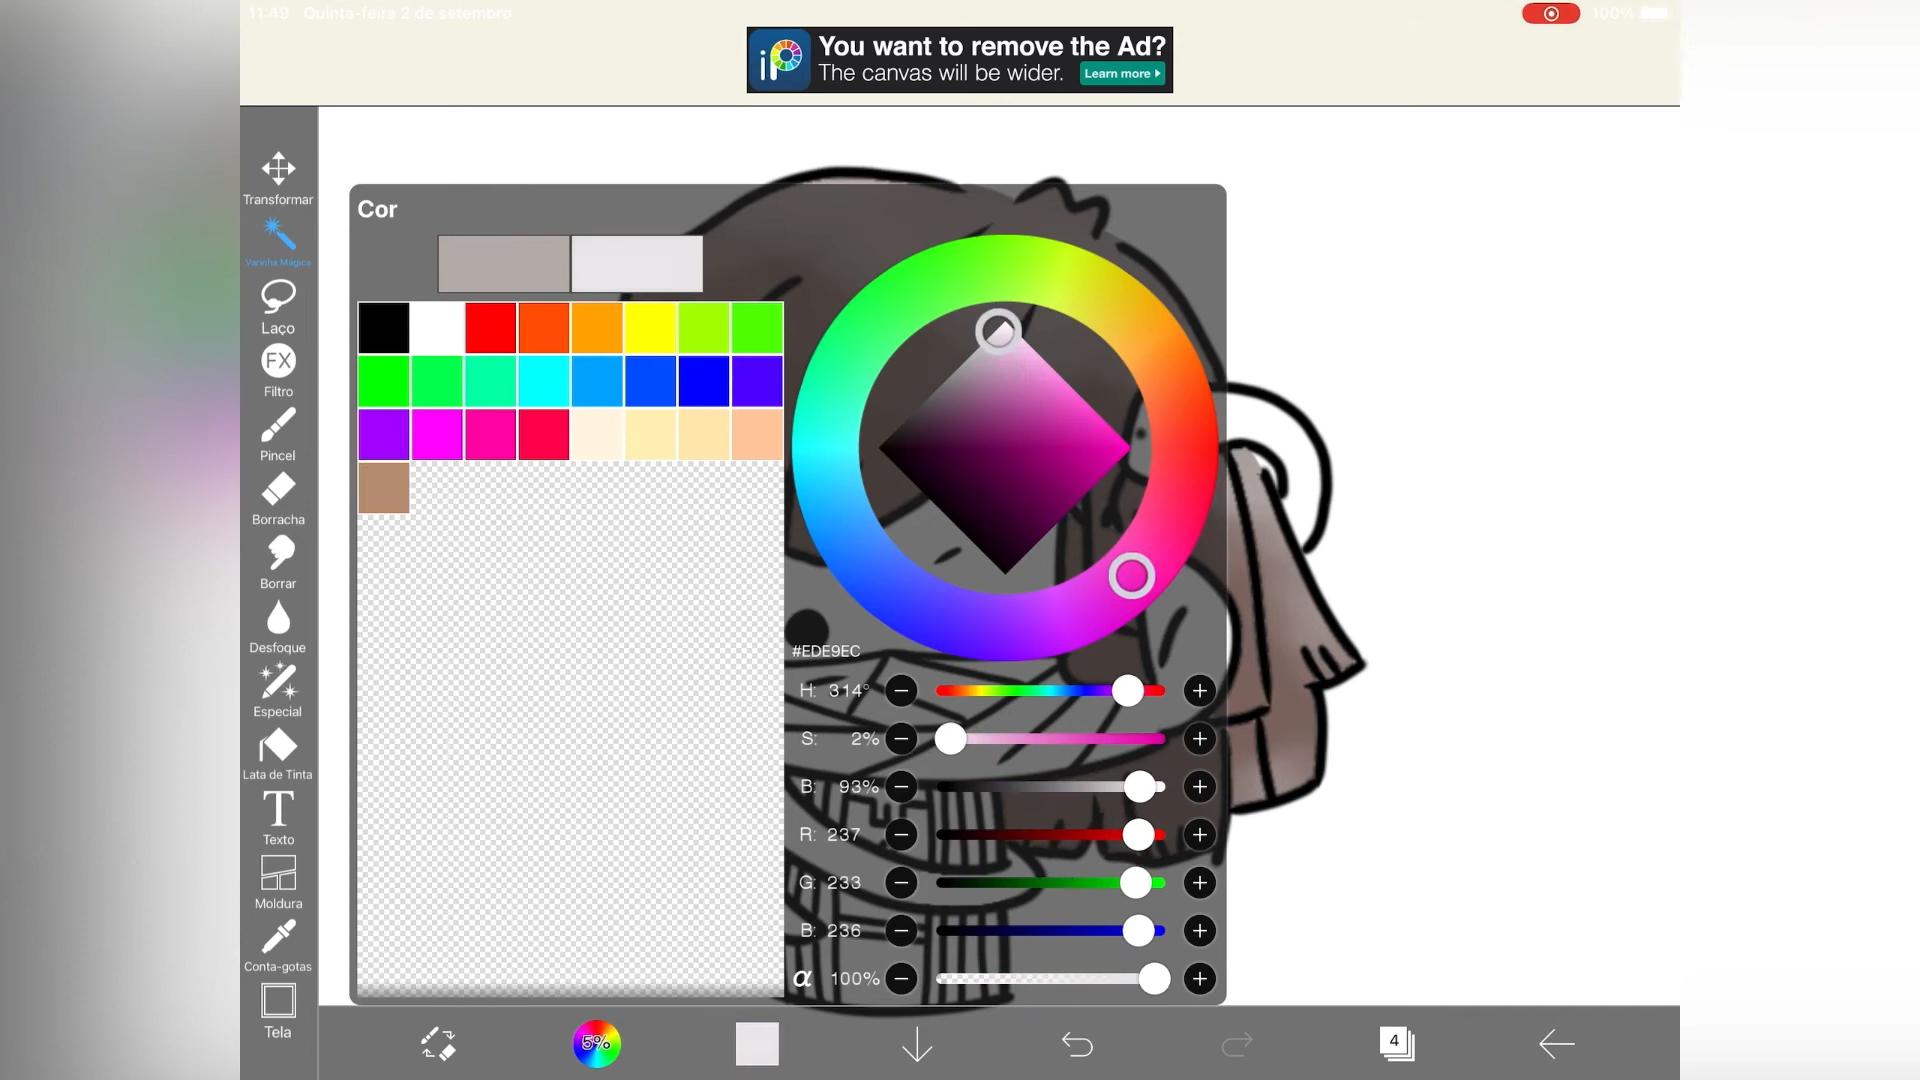 11:49 Quinta-feira 2 de setembro
100%
iP
You want to remove the Ad?
The canvas will be wider.
Learn more
Transformar
Varinha Mágica
Laço
FX
Filtro
Pincel
Borracha
Borrar
Desfoque
Especial
Lata de Tinta
T
Texto
Moldura
Conta-gotas
Tela
Cor
#EDE9EC
H: 314°
S: 2%
B: 93%
R: 237
G: 233
B: 236
α 100%
5%
4